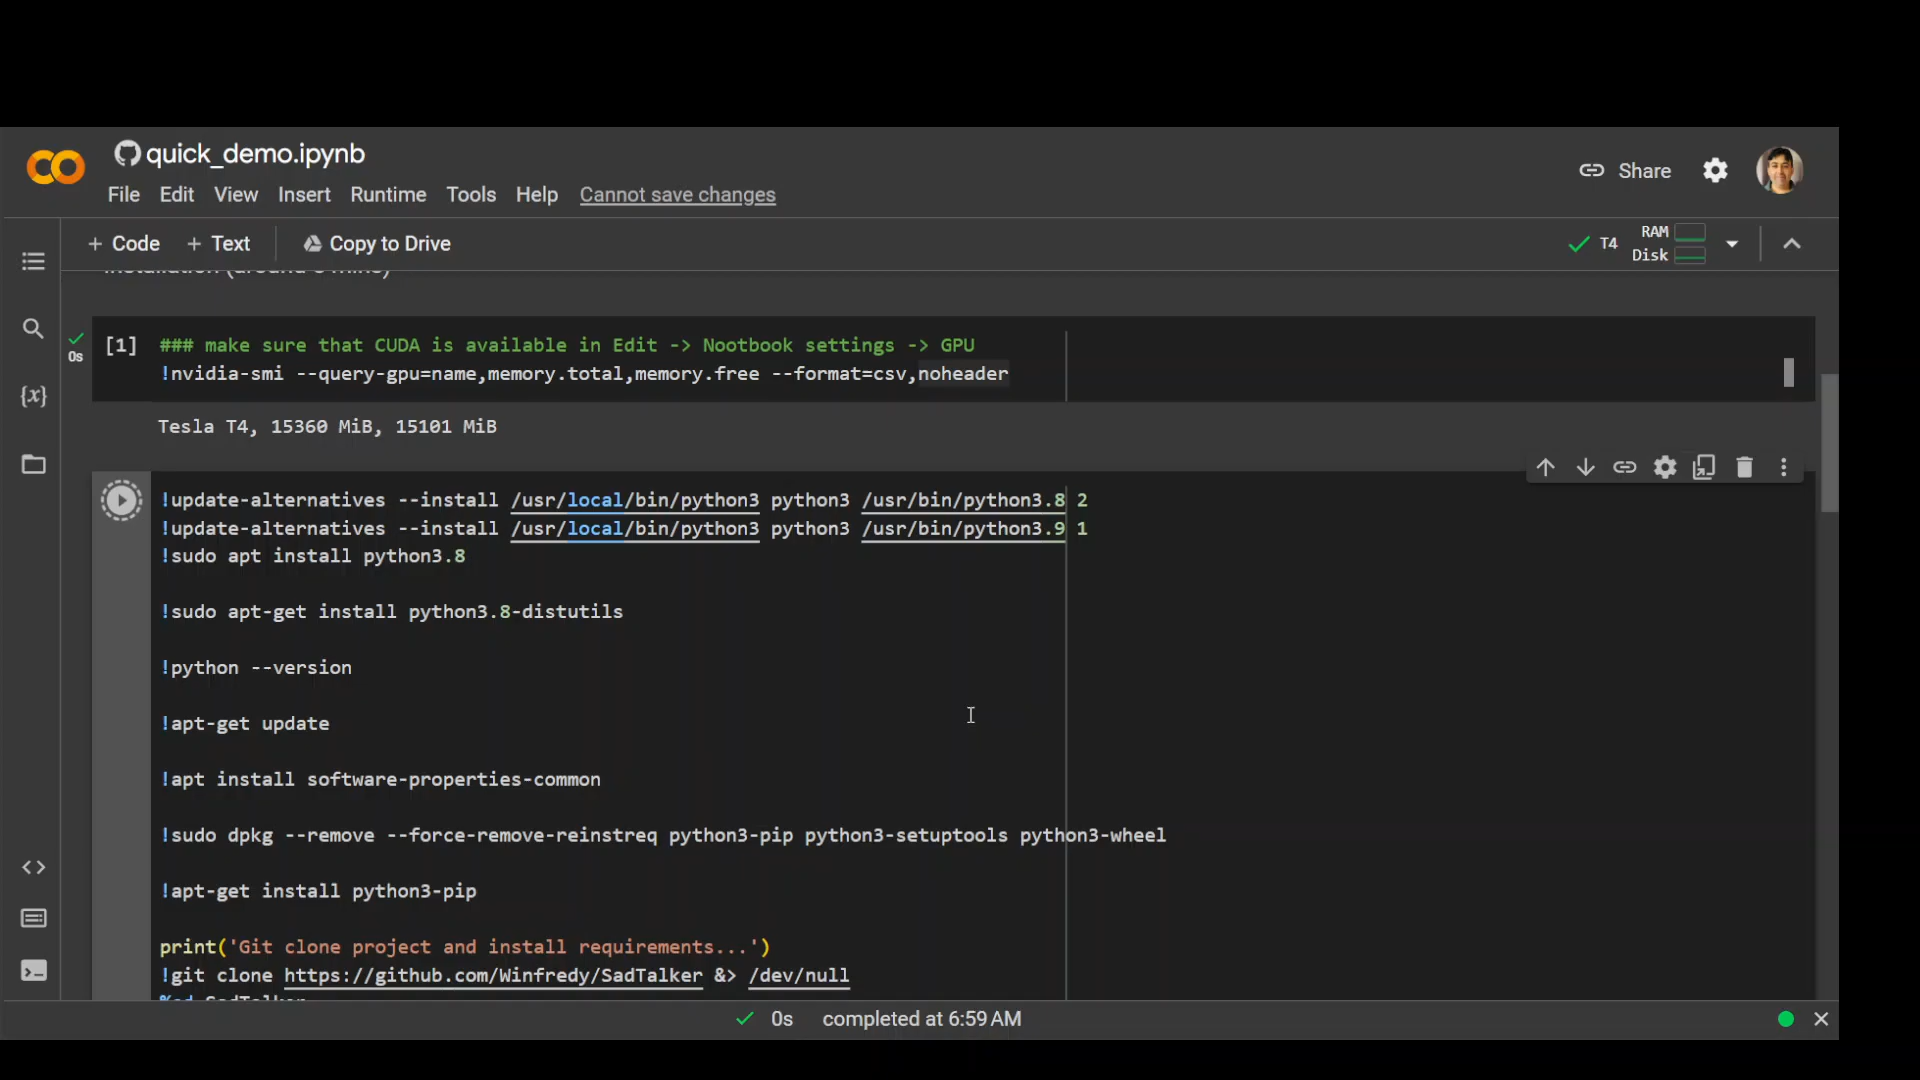 quick_demo.ipynb
File Edit View Insert Runtime Tools Help Cannot save changes
Share
+ Code + Text Copy to Drive
T4 RAM
Disk
Installation (around 5 mins)
0s
[1] ### make sure that CUDA is available in Edit -> Nootbook settings -> GPU
!nvidia-smi --query-gpu=name,memory.total,memory.free --format=csv,noheader
Tesla T4, 15360 MiB, 15101 MiB
!update-alternatives --install /usr/local/bin/python3 python3 /usr/bin/python3.8 2
!update-alternatives --install /usr/local/bin/python3 python3 /usr/bin/python3.9 1
!sudo apt install python3.8
!sudo apt-get install python3.8-distutils
!python --version
!apt-get update
!apt install software-properties-common
!sudo dpkg --remove --force-remove-reinstreq python3-pip python3-setuptools python3-wheel
!apt-get install python3-pip
print('Git clone project and install requirements...')
!git clone https://github.com/Winfredy/SadTalker &> /dev/null
%cd SadTalker
0s completed at 6:59 AM